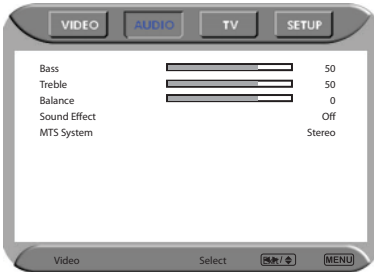 VIDEO AUDIO TV SETUP
Bass 50
Treble 50
Balance 0
Sound Effect Off
MTS System Stereo
Video Select / MENU